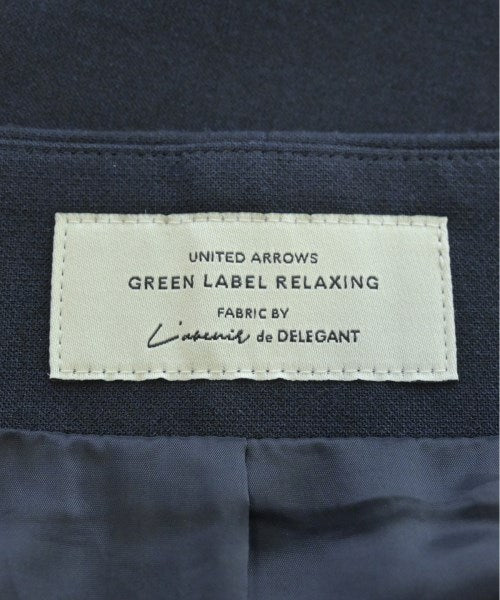 UNITED ARROWS
GREEN LABEL RELAXING
FABRIC BY
L'avenir de DELEGANT